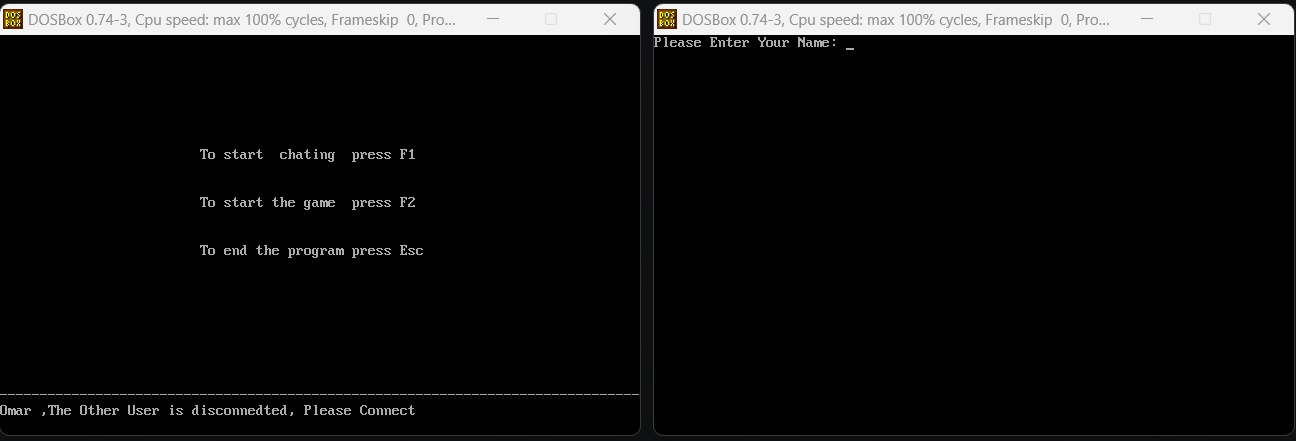 DOSBox 0.74-3, Cpu speed: max 100% cycles, Frameskip 0, Pro...
To start  chating  press F1
To start the game  press F2
To end the program press Esc
Omar ,The Other User is disconnedted, Please Connect
DOSBox 0.74-3, Cpu speed: max 100% cycles, Frameskip 0, Pro...
Please Enter Your Name: _